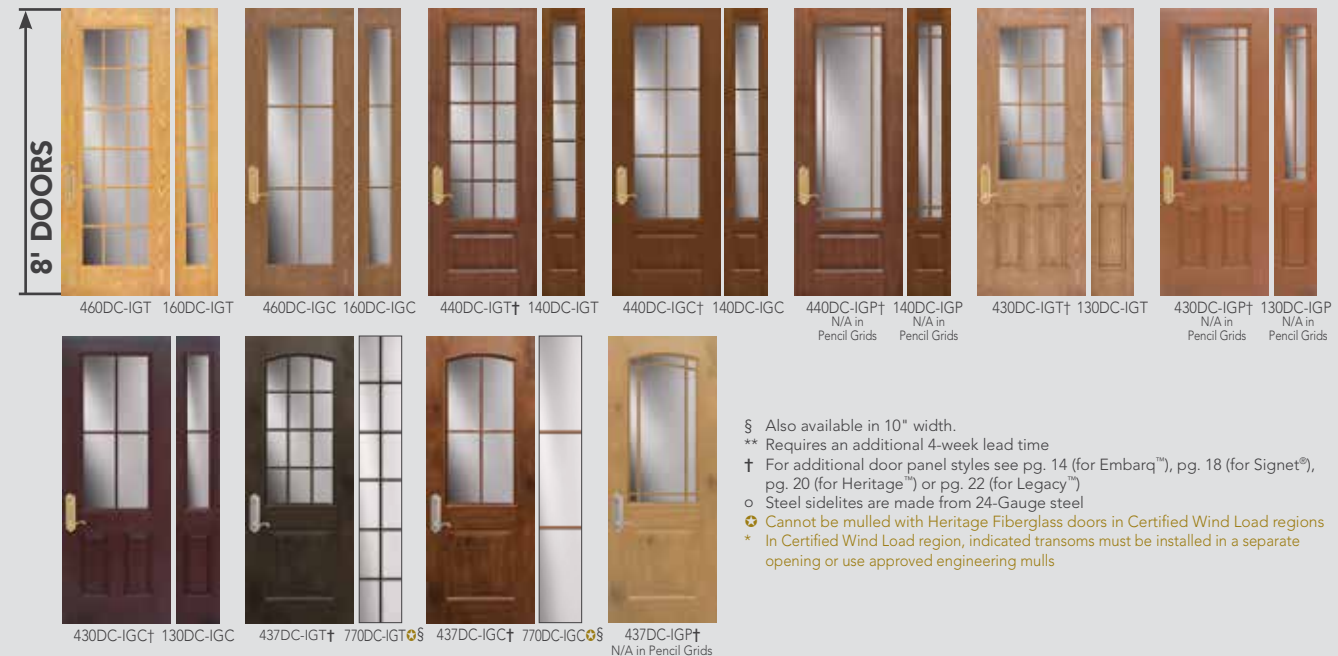 8' DOORS
460DC-IGT 160DC-IGT 460DC-IGC 160DC-IGC 440DC-IGT† 140DC-IGT 440DC-IGC† 140DC-IGC 440DC-IGP† 140DC-IGP 430DC-IGT† 130DC-IGT 430DC-IGP† 130DC-IGP
N/A in N/A in N/A in N/A in
Pencil Grids Pencil Grids Pencil Grids Pencil Grids
430DC-IGC† 130DC-IGC 437DC-IGT† 770DC-IGT✪§ 437DC-IGC† 770DC-IGC✪§ 437DC-IGP†
N/A in Pencil Grids
§ Also available in 10" width.
** Requires an additional 4-week lead time
† For additional door panel styles see pg. 14 (for Embarq™), pg. 18 (for Signet®),
pg. 20 (for Heritage™) or pg. 22 (for Legacy™)
o Steel sidelites are made from 24-Gauge steel
✪ Cannot be mulled with Heritage Fiberglass doors in Certified Wind Load regions
* In Certified Wind Load region, indicated transoms must be installed in a separate
opening or use approved engineering mulls